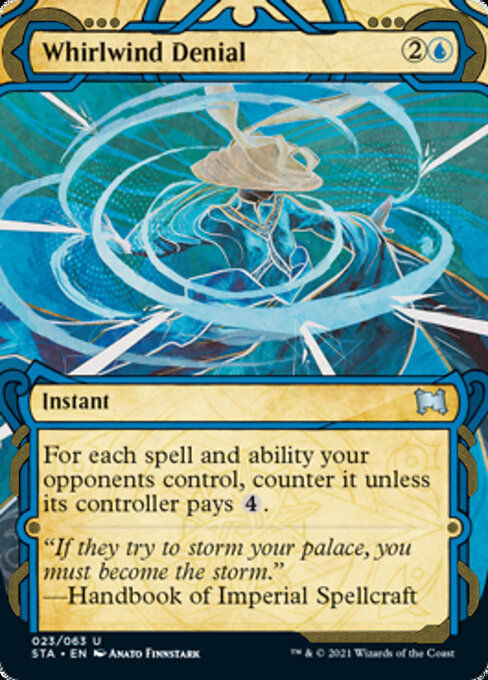 Whirlwind Denial 2
Instant
For each spell and ability your
opponents control, counter it unless
its controller pays 4.
“If they try to storm your palace, you
must become the storm.”
—Handbook of Imperial Spellcraft
023/063 U
STA • EN Anato Finnstark
™ & © 2021 Wizards of the Coast